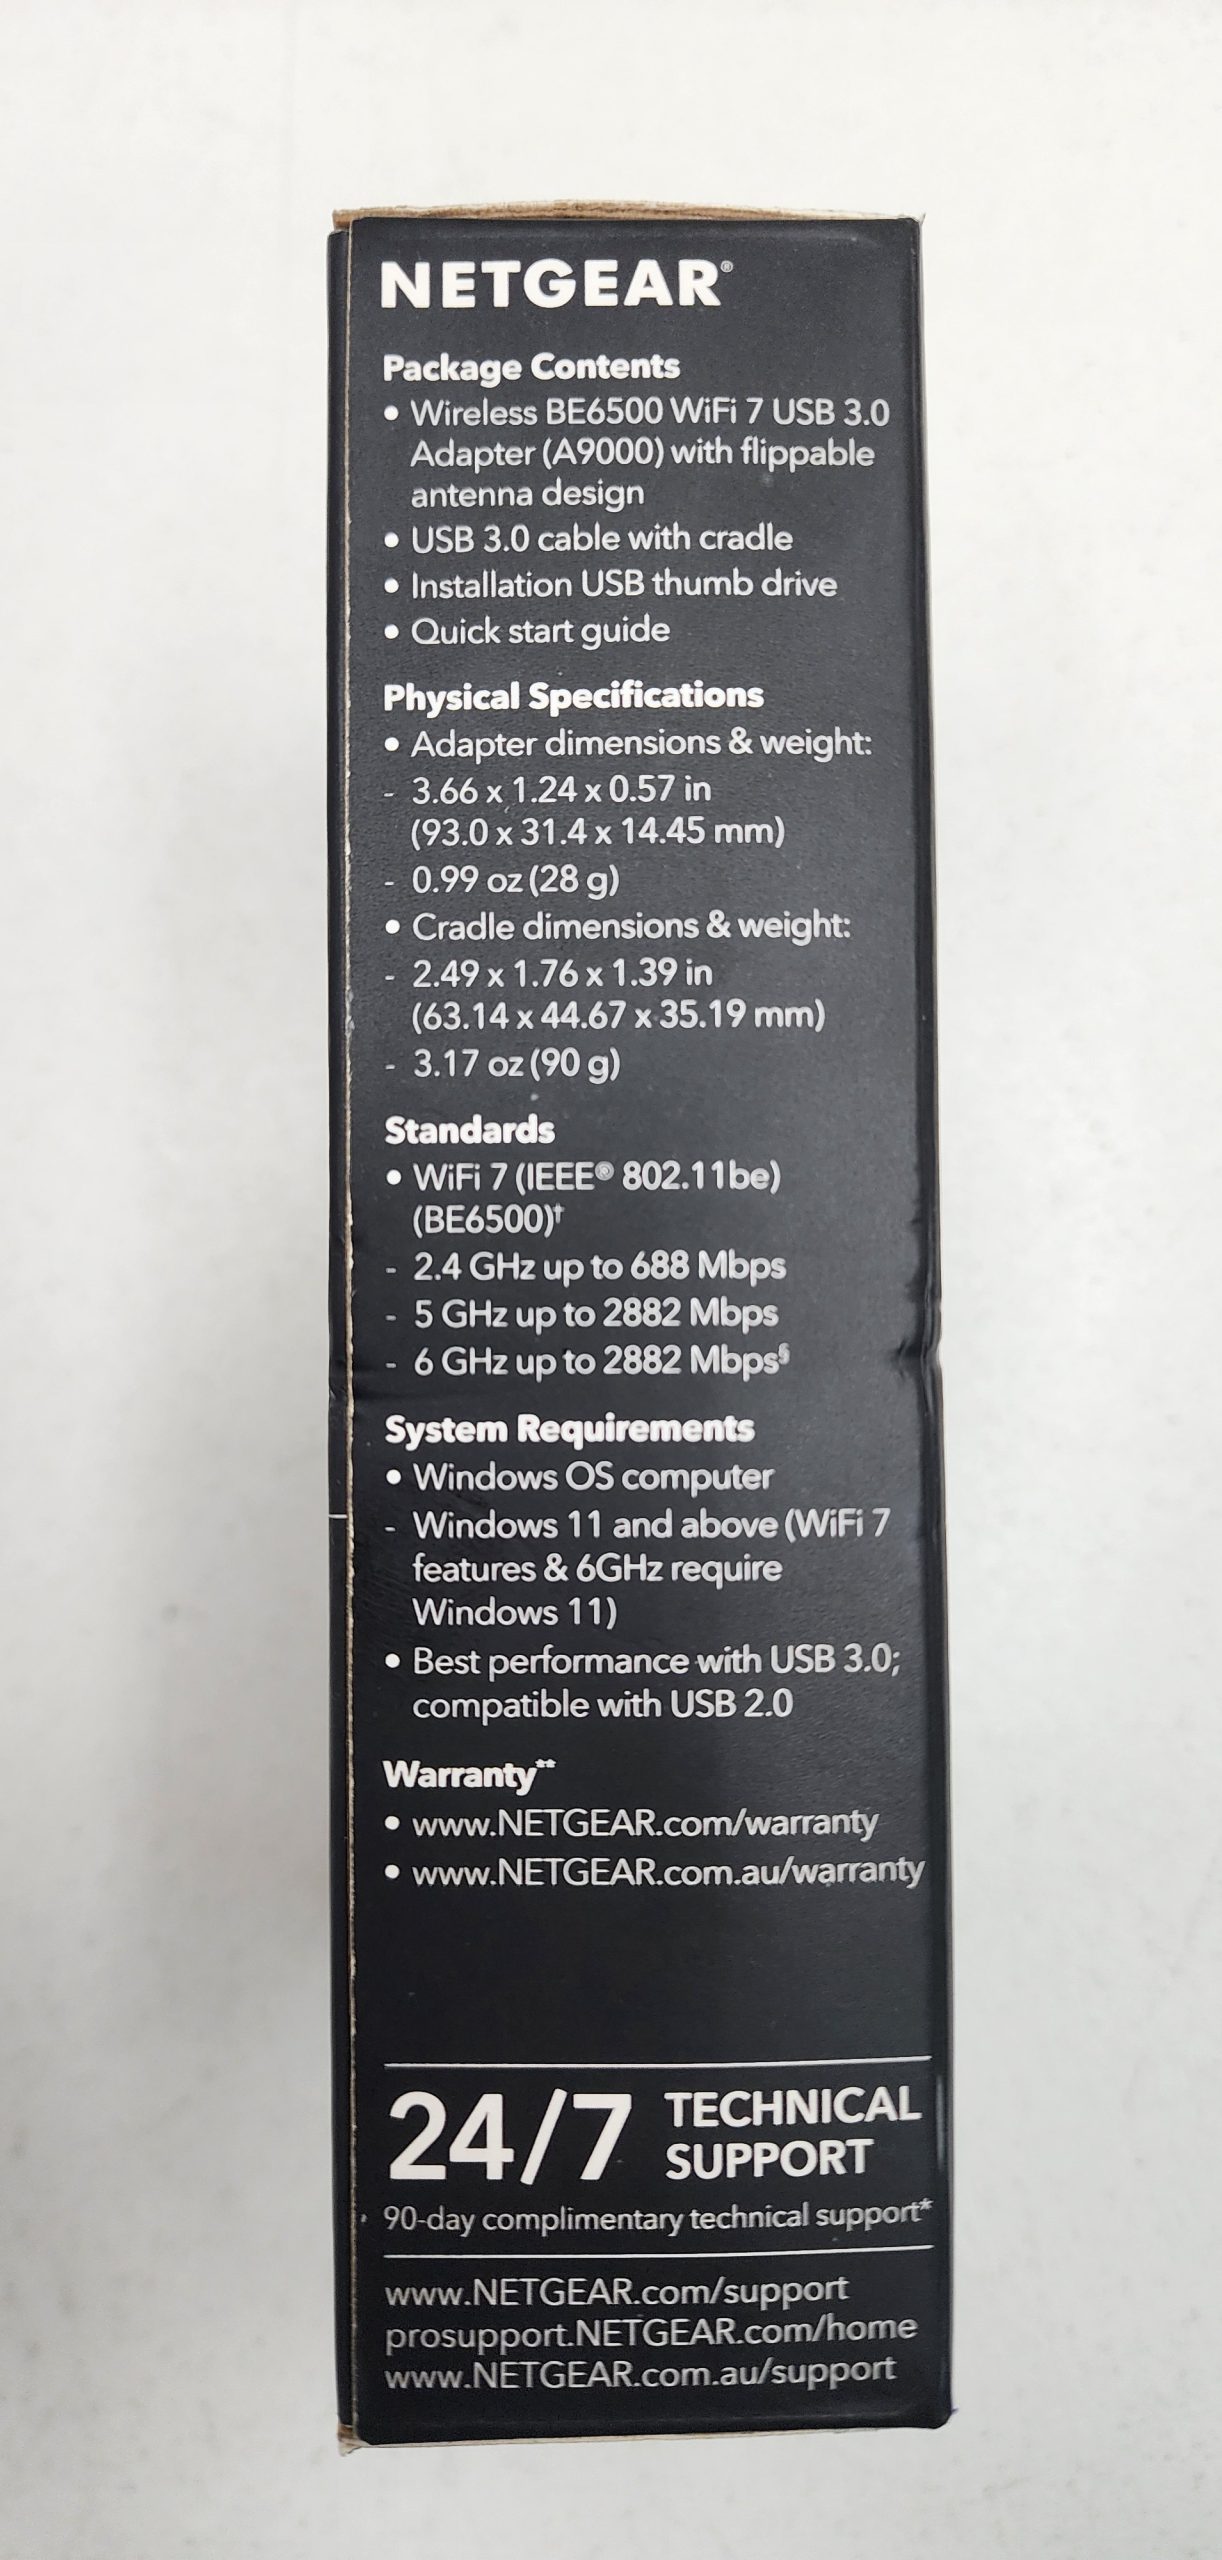 NETGEAR®
Package Contents
• Wireless BE6500 WiFi 7 USB 3.0
Adapter (A9000) with flippable
antenna design
• USB 3.0 cable with cradle
• Installation USB thumb drive
• Quick start guide
Physical Specifications
• Adapter dimensions & weight:
- 3.66 x 1.24 x 0.57 in
(93.0 x 31.4 x 14.45 mm)
- 0.99 oz (28 g)
• Cradle dimensions & weight:
- 2.49 x 1.76 x 1.39 in
(63.14 x 44.67 x 35.19 mm)
- 3.17 oz (90 g)
Standards
• WiFi 7 (IEEE® 802.11be)
(BE6500)†
- 2.4 GHz up to 688 Mbps
- 5 GHz up to 2882 Mbps
- 6 GHz up to 2882 Mbps§
System Requirements
• Windows OS computer
- Windows 11 and above (WiFi 7
features & 6GHz require
Windows 11)
• Best performance with USB 3.0;
compatible with USB 2.0
Warranty**
• www.NETGEAR.com/warranty
• www.NETGEAR.com.au/warranty
24/7 TECHNICAL
SUPPORT
90-day complimentary technical support*
www.NETGEAR.com/support
prosupport.NETGEAR.com/home
www.NETGEAR.com.au/support